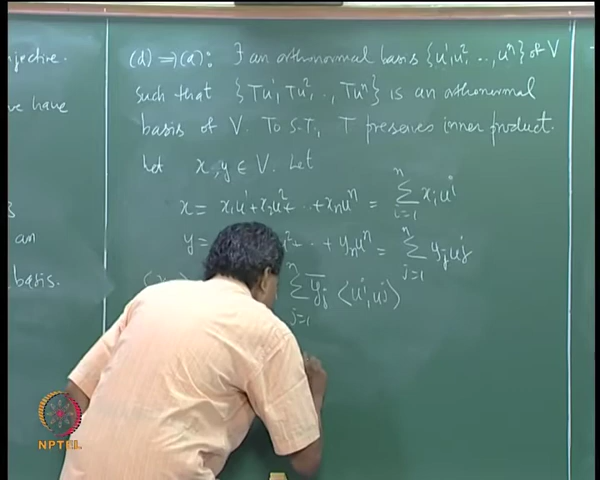 (d) ⟹ (a): ∃ an orthonormal basis {u¹, u², .., uⁿ} of V
such that {Tu¹, Tu², .., Tuⁿ} is an orthonormal
basis of V. To S.T., T preserves inner product.
Let x, y ∈ V. Let
x = x₁u¹ + x₂u² + .. + xₙuⁿ = ∑ᵢ₌₁ⁿ xᵢuⁱ
y = u² + .. + yₙuⁿ = ∑ⱼ₌₁ⁿ yⱼuʲ
∑ⱼ₌₁ⁿ ȳⱼ ⟨uⁱ, uʲ⟩
jective.
have
an
basis.
NPTEL